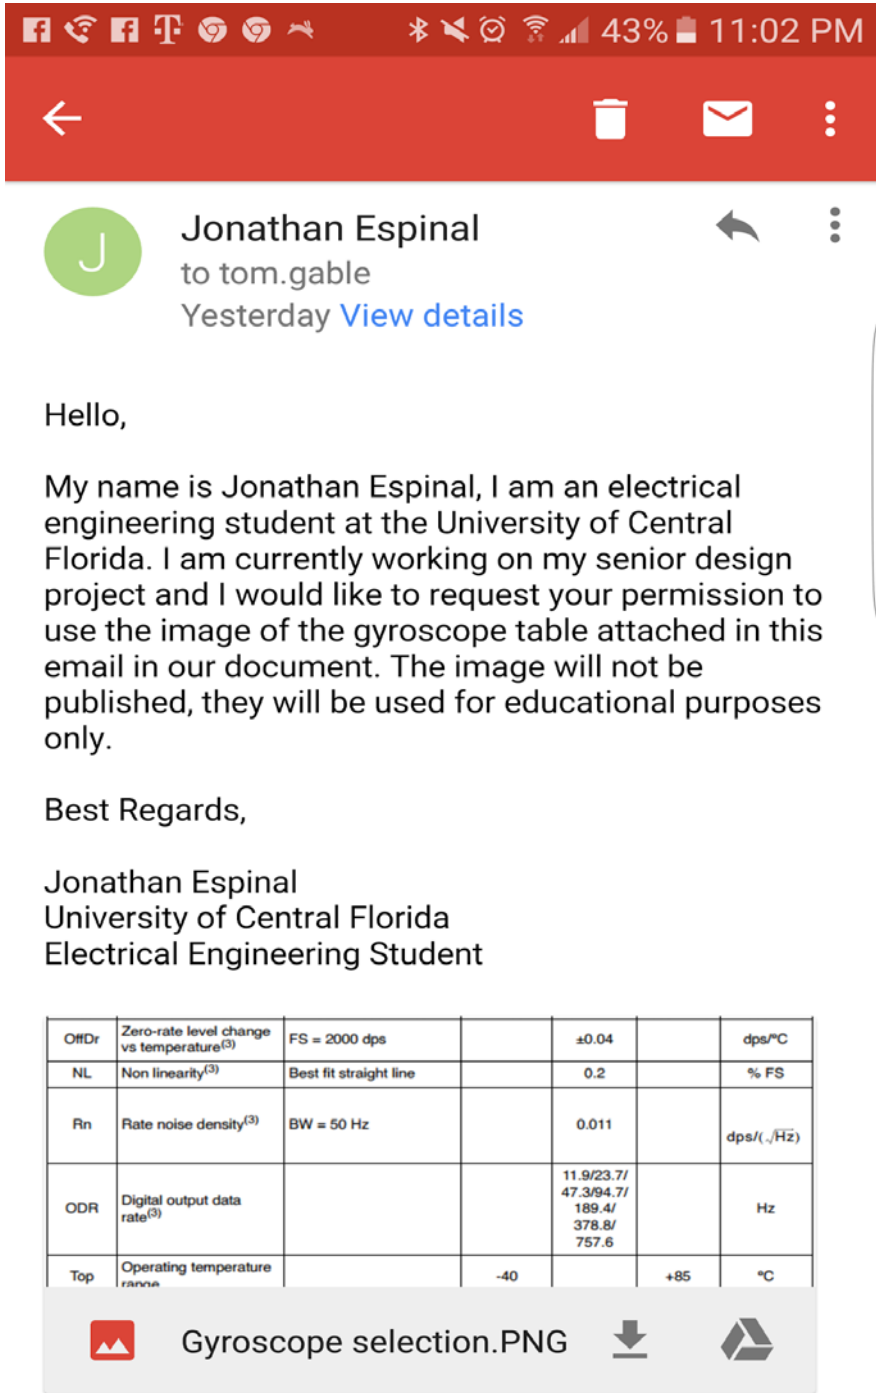 43% 11:02 PM
J
Jonathan Espinal
to tom.gable
Yesterday View details
Hello,
My name is Jonathan Espinal, I am an electrical
engineering student at the University of Central
Florida. I am currently working on my senior design
project and I would like to request your permission to
use the image of the gyroscope table attached in this
email in our document. The image will not be
published, they will be used for educational purposes
only.
Best Regards,
Jonathan Espinal
University of Central Florida
Electrical Engineering Student
OffDr Zero-rate level change vs temperature(3) FS = 2000 dps ±0.04 dps/°C
NL Non linearity(3) Best fit straight line 0.2 % FS
Rn Rate noise density(3) BW = 50 Hz 0.011 dps/(√Hz)
ODR Digital output data rate(3) 11.9/23.7/ 47.3/94.7/ 189.4/ 378.8/ 757.6 Hz
Top Operating temperature range -40 +85 °C
Gyroscope selection.PNG